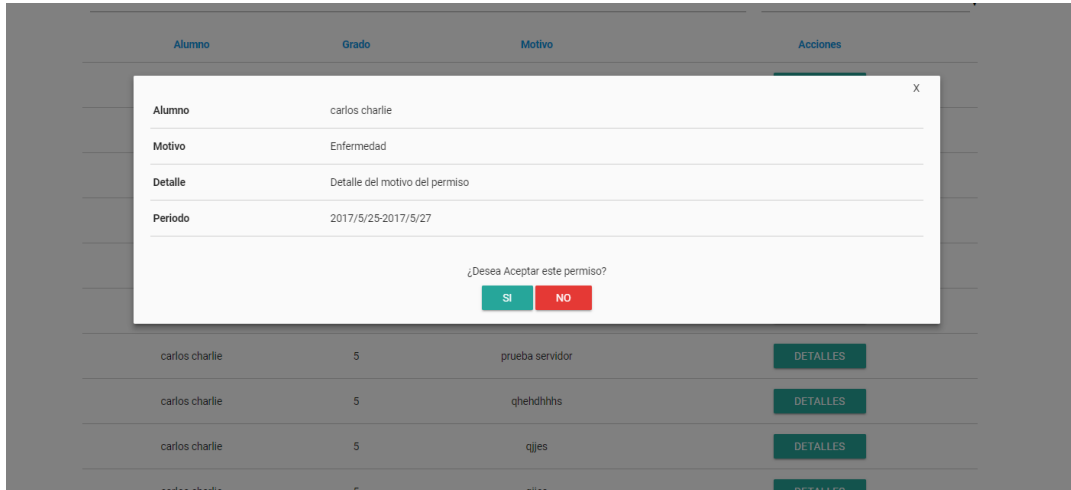 Alumno Grado Motivo Acciones
X
Alumno carlos charlie
Motivo Enfermedad
Detalle Detalle del motivo del permiso
Periodo 2017/5/25-2017/5/27
¿Desea Aceptar este permiso?
SI NO
carlos charlie 5 prueba servidor DETALLES
carlos charlie 5 qhehdhhhs DETALLES
carlos charlie 5 qjjes DETALLES